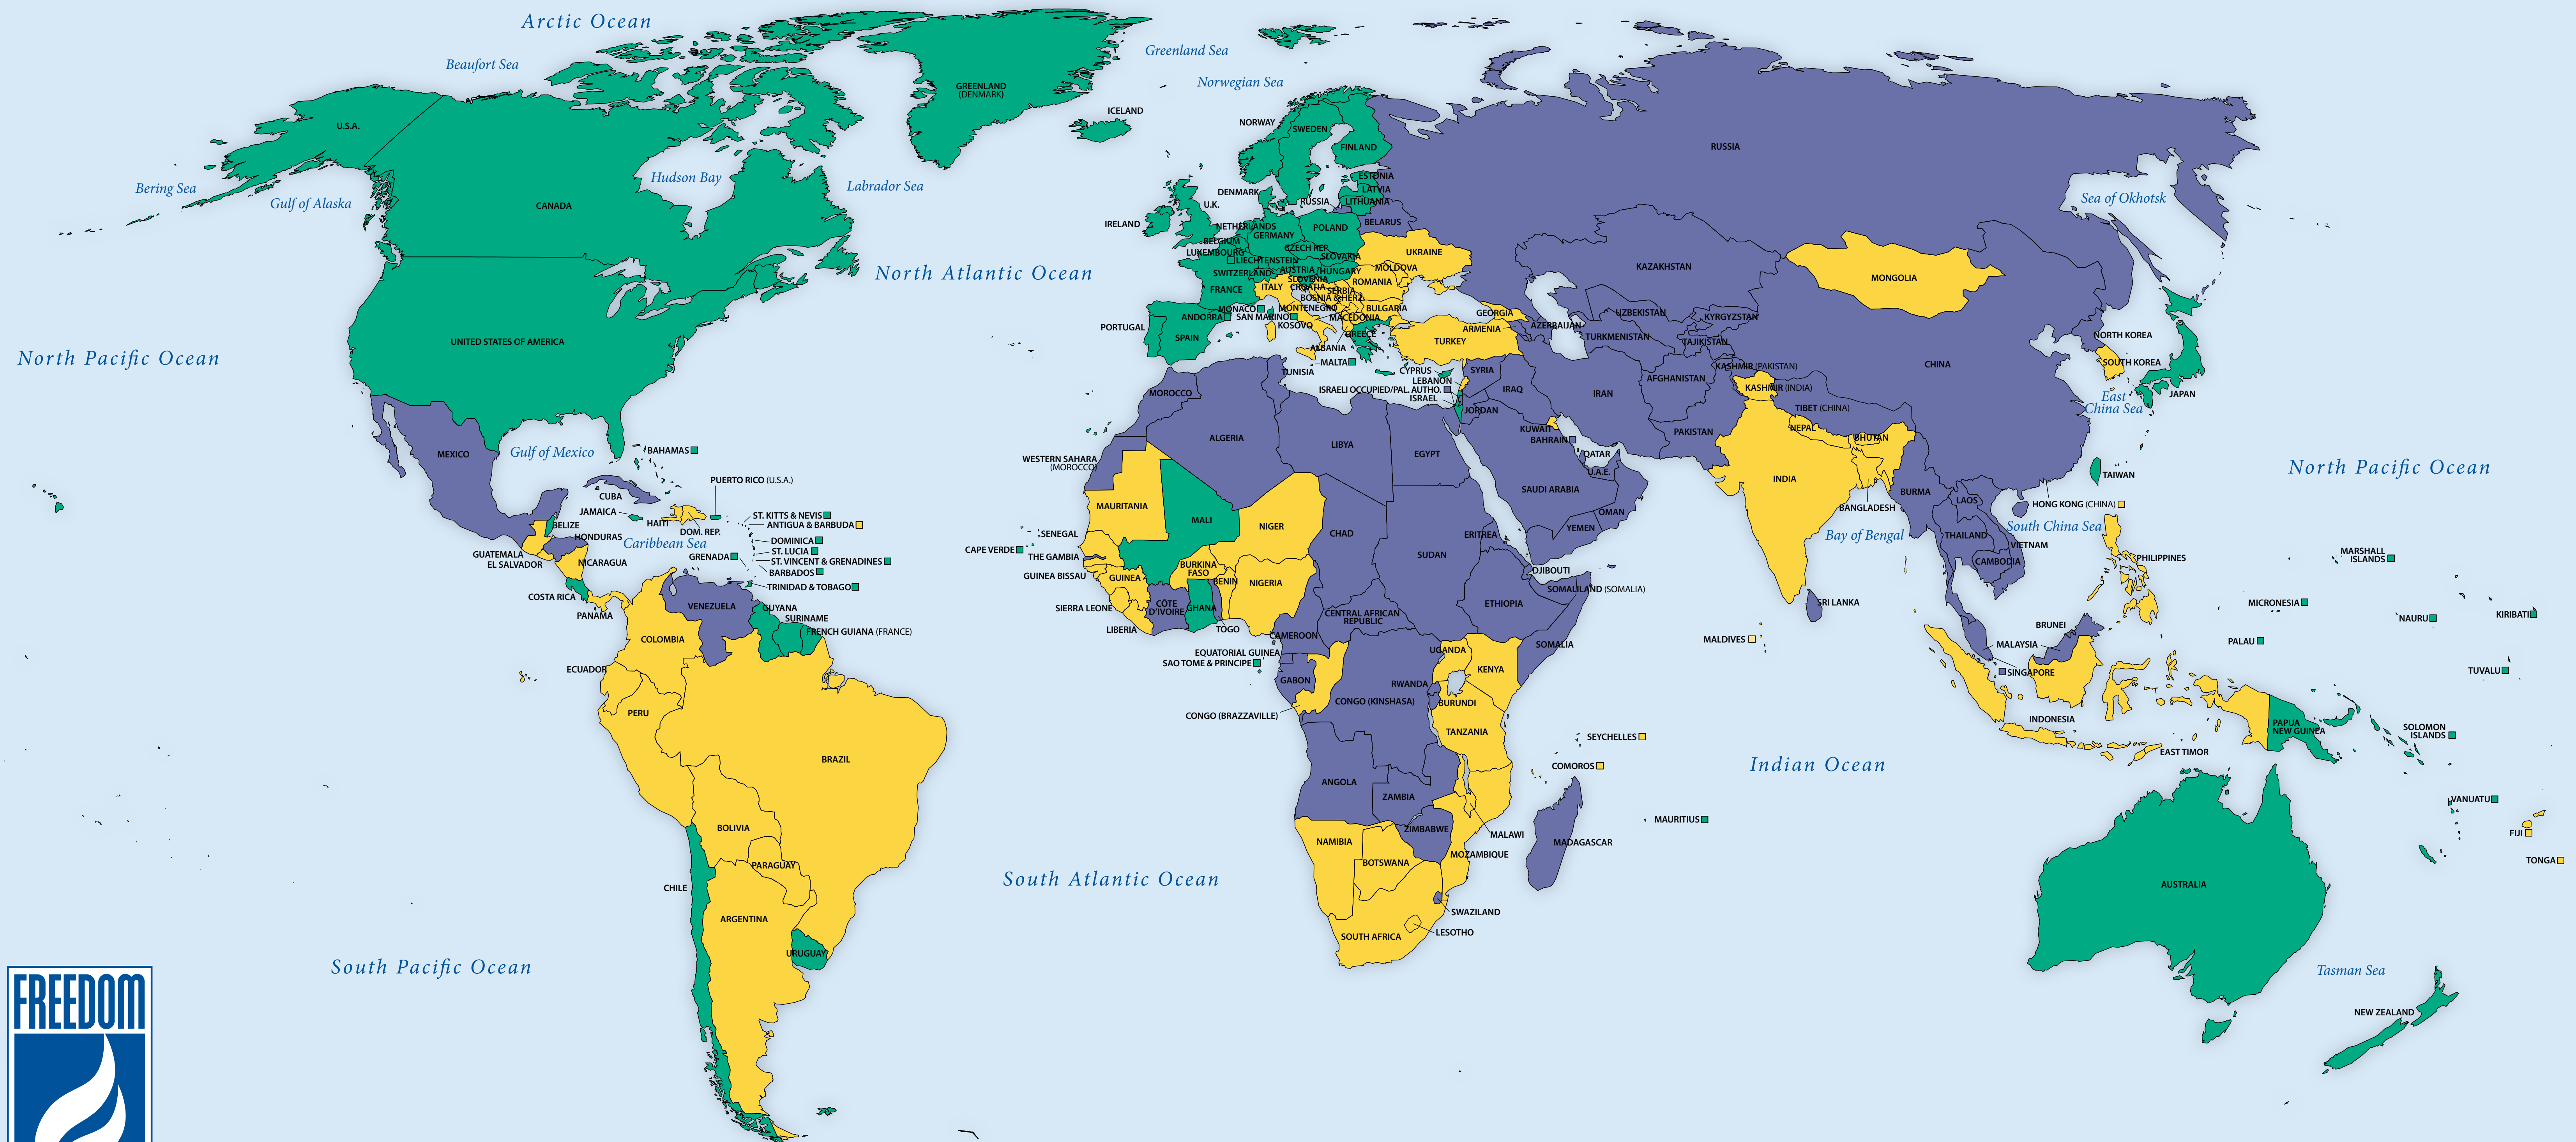 Arctic Ocean
Greenland Sea
Beaufort Sea
Norwegian Sea
GREENLAND
(DENMARK)
ICELAND
U.S.A.
NORWAY
SWEDEN
FINLAND
RUSSIA
Bering Sea
Gulf of Alaska
Hudson Bay
Labrador Sea
CANADA
Sea of Okhotsk
ESTONIA
LATVIA
LITHUANIA
RUSSIA
DENMARK
U.K.
IRELAND
BELARUS
NETHERLANDS
POLAND
GERMANY
BELGIUM
LUXEMBOURG
CZECH REP.
SLOVAKIA
LIECHTENSTEIN
UKRAINE
SWITZERLAND
AUSTRIA
HUNGARY
MOLDOVA
SLOVENIA
ROMANIA
FRANCE
ITALY
CROATIA
SERBIA
BOSNIA & HERZ.
MONACO
MONTENEGRO
BULGARIA
ANDORRA
SAN MARINO
MACEDONIA
KOSOVO
PORTUGAL
SPAIN
GREECE
ALBANIA
MALTA
North Atlantic Ocean
KAZAKHSTAN
MONGOLIA
GEORGIA
ARMENIA
AZERBAIJAN
UZBEKISTAN
KYRGYZSTAN
TURKMENISTAN
TAJIKISTAN
TURKEY
NORTH KOREA
SOUTH KOREA
JAPAN
CHINA
East
China Sea
UNITED STATES OF AMERICA
North Pacific Ocean
TUNISIA
CYPRUS
LEBANON
SYRIA
ISRAELI OCCUPIED/PAL. AUTHO.
ISRAEL
JORDAN
IRAQ
IRAN
AFGHANISTAN
KASHMIR (PAKISTAN)
KASHMIR (INDIA)
TIBET (CHINA)
MOROCCO
ALGERIA
LIBYA
EGYPT
KUWAIT
BAHRAIN
QATAR
U.A.E.
PAKISTAN
NEPAL
BHUTAN
MEXICO
Gulf of Mexico
BAHAMAS
WESTERN SAHARA
(MOROCCO)
SAUDI ARABIA
OMAN
YEMEN
INDIA
BANGLADESH
BURMA
LAOS
TAIWAN
HONG KONG (CHINA)
North Pacific Ocean
CUBA
PUERTO RICO (U.S.A.)
JAMAICA
HAITI
DOM. REP.
ST. KITTS & NEVIS
ANTIGUA & BARBUDA
BELIZE
HONDURAS
Caribbean Sea
DOMINICA
ST. LUCIA
GUATEMALA
EL SALVADOR
NICARAGUA
GRENADA
ST. VINCENT & GRENADINES
BARBADOS
TRINIDAD & TOBAGO
COSTA RICA
PANAMA
MAURITANIA
MALI
NIGER
CHAD
SUDAN
ERITREA
SENEGAL
CAPE VERDE
THE GAMBIA
GUINEA BISSAU
GUINEA
BURKINA
FASO
BENIN
NIGERIA
DJIBOUTI
SOMALILAND (SOMALIA)
SIERRA LEONE
LIBERIA
CÔTE
D'IVOIRE
GHANA
TOGO
CENTRAL AFRICAN
REPUBLIC
ETHIOPIA
CAMEROON
SOMALIA
Bay of Bengal
South China Sea
THAILAND
VIETNAM
CAMBODIA
PHILIPPINES
SRI LANKA
MALDIVES
BRUNEI
MALAYSIA
SINGAPORE
MARSHALL
ISLANDS
MICRONESIA
NAURU
KIRIBATI
PALAU
TUVALU
VENEZUELA
GUYANA
SURINAME
FRENCH GUIANA (FRANCE)
COLOMBIA
ECUADOR
PERU
BRAZIL
EQUATORIAL GUINEA
SAO TOME & PRINCIPE
GABON
CONGO (BRAZZAVILLE)
CONGO (KINSHASA)
UGANDA
KENYA
RWANDA
BURUNDI
TANZANIA
SEYCHELLES
COMOROS
Indian Ocean
INDONESIA
EAST TIMOR
PAPUA
NEW GUINEA
SOLOMON
ISLANDS
VANUATU
FIJI
TONGA
ANGOLA
ZAMBIA
BOLIVIA
PARAGUAY
CHILE
ARGENTINA
URUGUAY
South Atlantic Ocean
NAMIBIA
ZIMBABWE
MALAWI
BOTSWANA
MOZAMBIQUE
MADAGASCAR
MAURITIUS
SWAZILAND
LESOTHO
SOUTH AFRICA
AUSTRALIA
South Pacific Ocean
Tasman Sea
NEW ZEALAND
FREEDOM